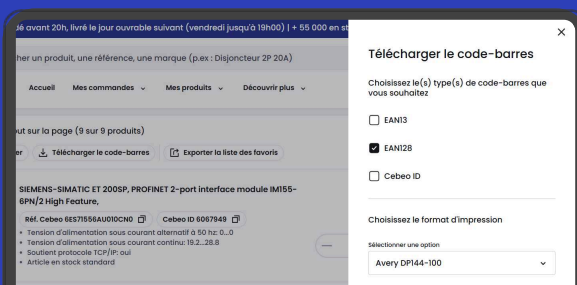 dé avant 20h, livré le jour ouvrable suivant (vendredi jusqu'à 19h00) | + 55 000 en st
her un produit, une référence, une marque (p.ex : Disjoncteur 2P 20A)
Accueil Mes commandes Mes produits Découvrir plus
out sur la page (9 sur 9 produits)
er Télécharger le code-barres Exporter la liste des favoris
SIEMENS-SIMATIC ET 200SP, PROFINET 2-port interface module IM155-
6PN/2 High Feature,
Réf. Cebeo 6ES71556AU010CN0 Cebeo ID 6067949
• Tension d'alimentation sous courant alternatif à 50 hz: 0...0
• Tension d'alimentation sous courant continu: 19.2...28.8
• Soutient protocole TCP/IP: oui
• Article en stock standard
Télécharger le code-barres
Choisissez le(s) type(s) de code-barres que
vous souhaitez
EAN13
EAN128
Cebeo ID
Choisissez le format d'impression
Sélectionner une option
Avery DP144-100